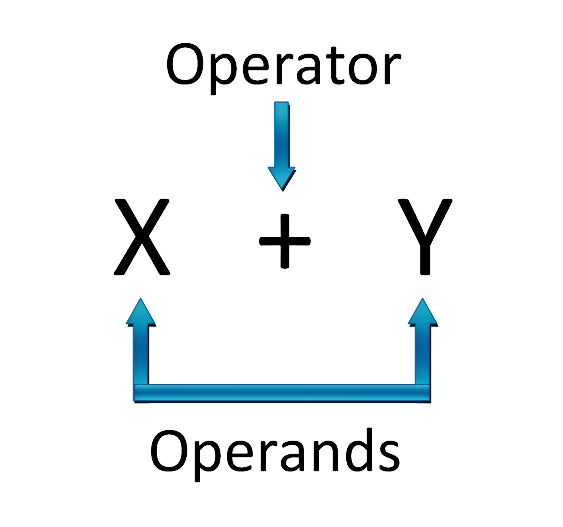 Operator
X + Y
Operands